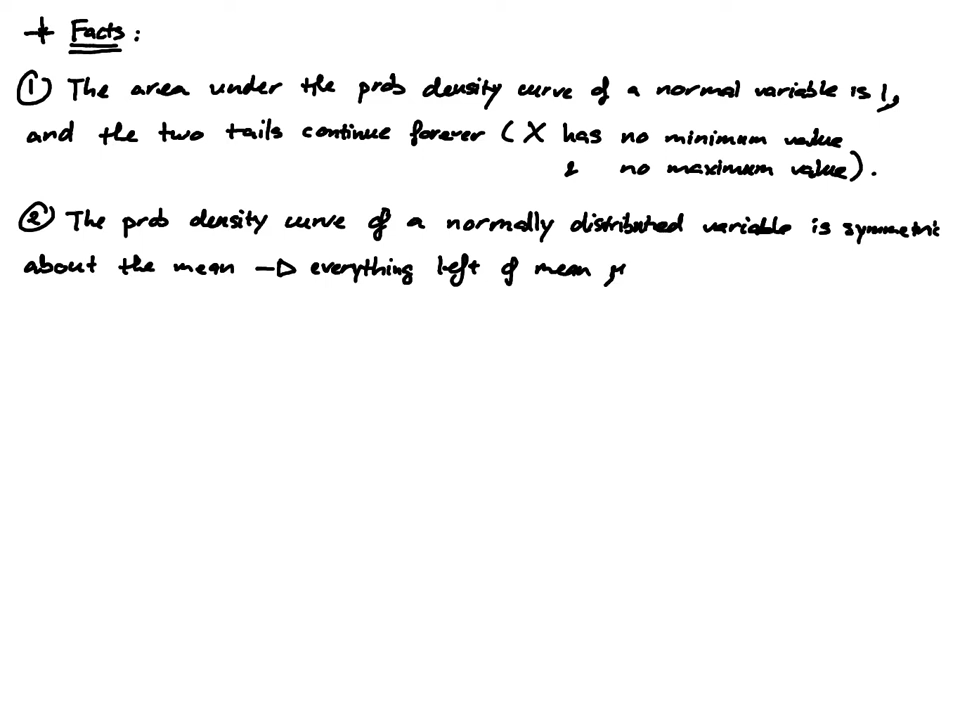 + Facts :
① The area under the prob density curve of a normal variable is 1,
and the two tails continue forever ( X has no minimum value
& no maximum value ) .
② The prob density curve of a normally distributed variable is symmetric
about the mean → everything left of mean μ